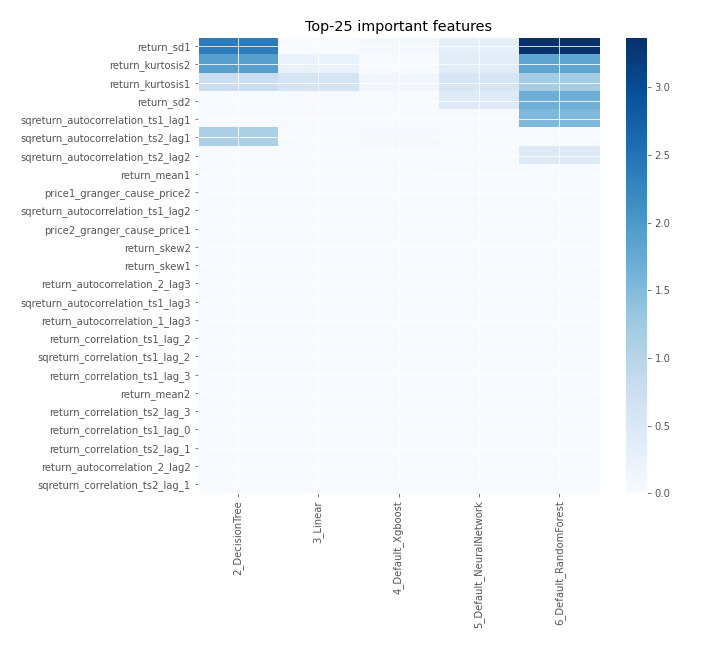 Top-25 important features
return_sd1
return_kurtosis2
return_kurtosis1
return_sd2
sqreturn_autocorrelation_ts1_lag1
sqreturn_autocorrelation_ts2_lag1
sqreturn_autocorrelation_ts2_lag2
return_mean1
price1_granger_cause_price2
sqreturn_autocorrelation_ts1_lag2
price2_granger_cause_price1
return_skew2
return_skew1
return_autocorrelation_2_lag3
sqreturn_autocorrelation_ts1_lag3
return_autocorrelation_1_lag3
return_correlation_ts1_lag_2
sqreturn_correlation_ts1_lag_2
return_correlation_ts1_lag_3
return_mean2
return_correlation_ts2_lag_3
return_correlation_ts1_lag_0
return_correlation_ts2_lag_1
return_autocorrelation_2_lag2
sqreturn_correlation_ts2_lag_1
2_DecisionTree
3_Linear
4_Default_Xgboost
5_Default_NeuralNetwork
6_Default_RandomForest
3.0
2.5
2.0
1.5
1.0
0.5
0.0